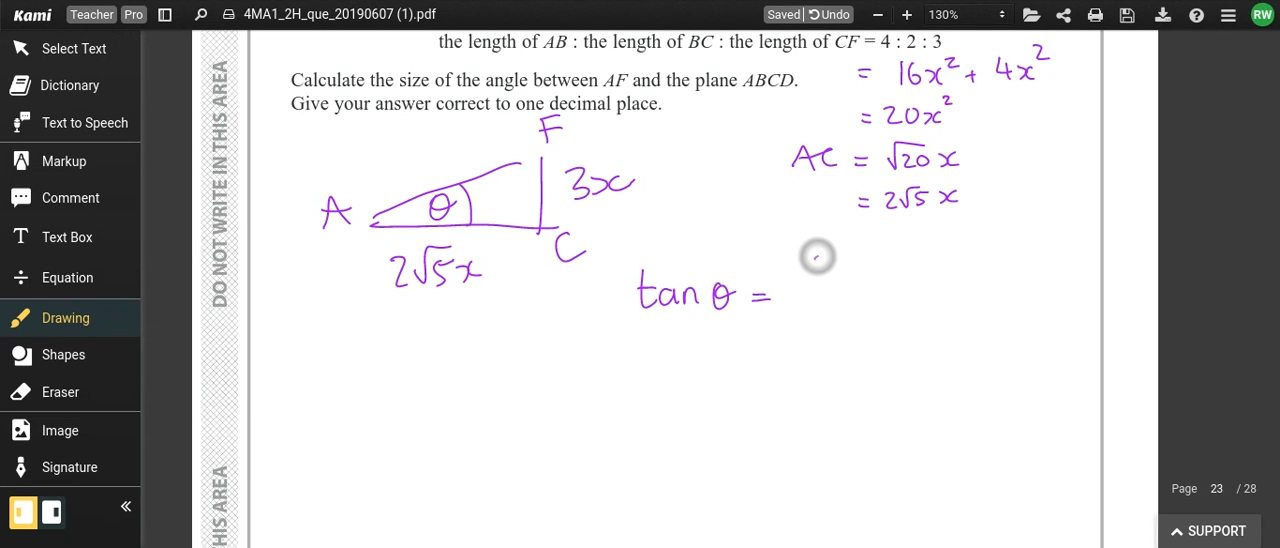 Kami Teacher Pro 4MA1_2H_que_20190607 (1).pdf Saved Undo 130% RW
Select Text
Dictionary
Text to Speech
Markup
Comment
Text Box
Equation
Drawing
Shapes
Eraser
Image
Signature
DO NOT WRITE IN THIS AREA
HIS AREA
the length of AB : the length of BC : the length of CF = 4 : 2 : 3
Calculate the size of the angle between AF and the plane ABCD.
Give your answer correct to one decimal place.
= 16x² + 4x²
= 20x²
AC = √20 x
= 2√5 x
F
A θ 3x
C
2√5x
tan θ =
Page 23 / 28
SUPPORT